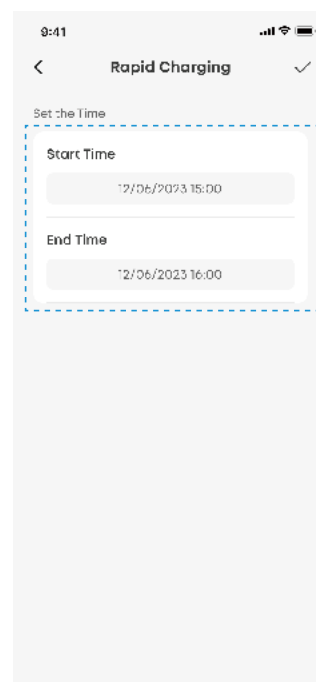 9:41
Rapid Charging
Set the Time
Start Time
12/06/2023 15:00
End Time
12/06/2023 16:00